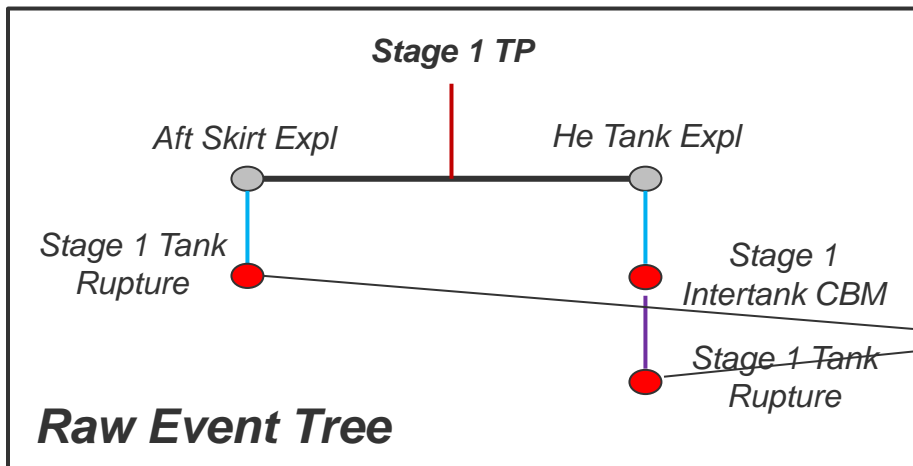 Stage 1 TP
Aft Skirt Expl
He Tank Expl
Stage 1 Tank
Rupture
Stage 1
Intertank CBM
Stage 1 Tank
Rupture
Raw Event Tree